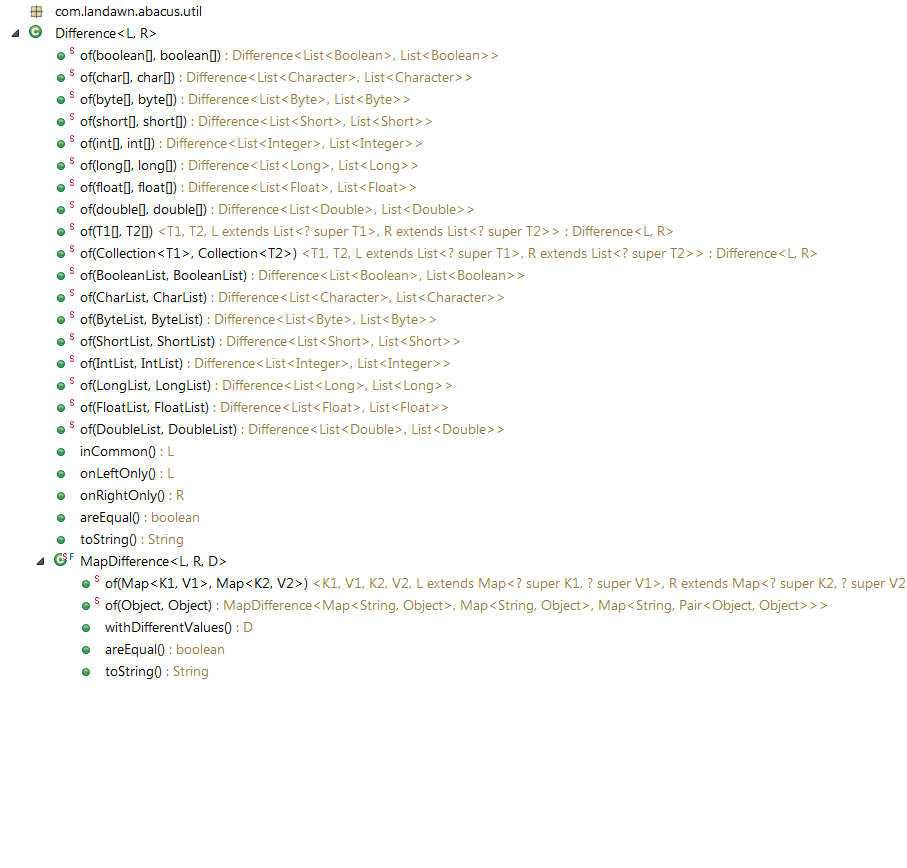 com.landawn.abacus.util
C Difference<L, R>
S of(boolean[], boolean[]) : Difference<List<Boolean>, List<Boolean>>
S of(char[], char[]) : Difference<List<Character>, List<Character>>
S of(byte[], byte[]) : Difference<List<Byte>, List<Byte>>
S of(short[], short[]) : Difference<List<Short>, List<Short>>
S of(int[], int[]) : Difference<List<Integer>, List<Integer>>
S of(long[], long[]) : Difference<List<Long>, List<Long>>
S of(float[], float[]) : Difference<List<Float>, List<Float>>
S of(double[], double[]) : Difference<List<Double>, List<Double>>
S of(T1[], T2[]) <T1, T2, L extends List<? super T1>, R extends List<? super T2>> : Difference<L, R>
S of(Collection<T1>, Collection<T2>) <T1, T2, L extends List<? super T1>, R extends List<? super T2>> : Difference<L, R>
S of(BooleanList, BooleanList) : Difference<List<Boolean>, List<Boolean>>
S of(CharList, CharList) : Difference<List<Character>, List<Character>>
S of(ByteList, ByteList) : Difference<List<Byte>, List<Byte>>
S of(ShortList, ShortList) : Difference<List<Short>, List<Short>>
S of(IntList, IntList) : Difference<List<Integer>, List<Integer>>
S of(LongList, LongList) : Difference<List<Long>, List<Long>>
S of(FloatList, FloatList) : Difference<List<Float>, List<Float>>
S of(DoubleList, DoubleList) : Difference<List<Double>, List<Double>>
inCommon() : L
onLeftOnly() : L
onRightOnly() : R
areEqual() : boolean
toString() : String
C S F MapDifference<L, R, D>
S of(Map<K1, V1>, Map<K2, V2>) <K1, V1, K2, V2, L extends Map<? super K1, ? super V1>, R extends Map<? super K2, ? super V2
S of(Object, Object) : MapDifference<Map<String, Object>, Map<String, Object>, Map<String, Pair<Object, Object>>>
withDifferentValues() : D
areEqual() : boolean
toString() : String